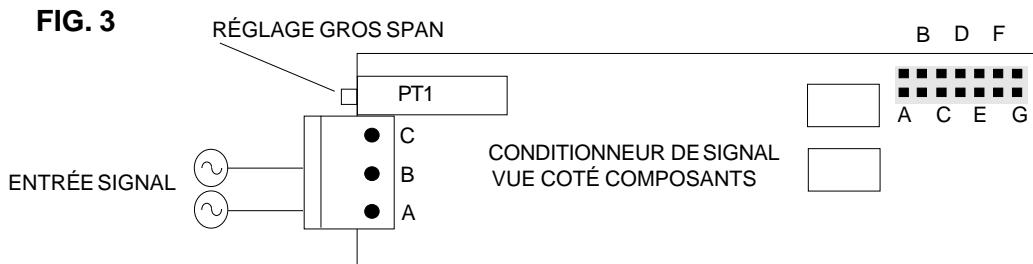 FIG. 3
RÉGLAGE GROS SPAN
B D F
PT1
A C E G
C
CONDITIONNEUR DE SIGNAL
VUE COTÉ COMPOSANTS
B
ENTRÉE SIGNAL
A